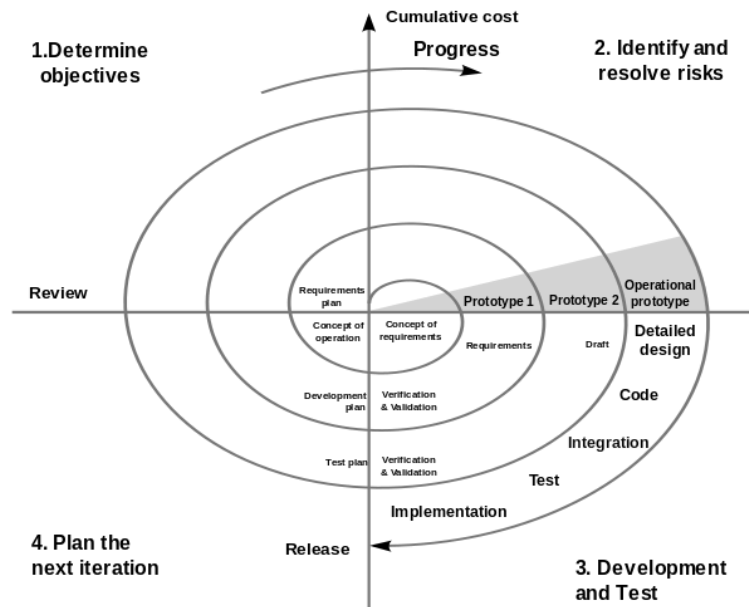 Cumulative cost
1.Determine
objectives
Progress
2. Identify and
resolve risks
Review
Requirements
plan
Prototype 1
Prototype 2
Operational
prototype
Concept of
operation
Concept of
requirements
Requirements
Draft
Detailed
design
Development
plan
Verification
& Validation
Code
Integration
Test plan
Verification
& Validation
Test
Implementation
Release
4. Plan the
next iteration
3. Development
and Test